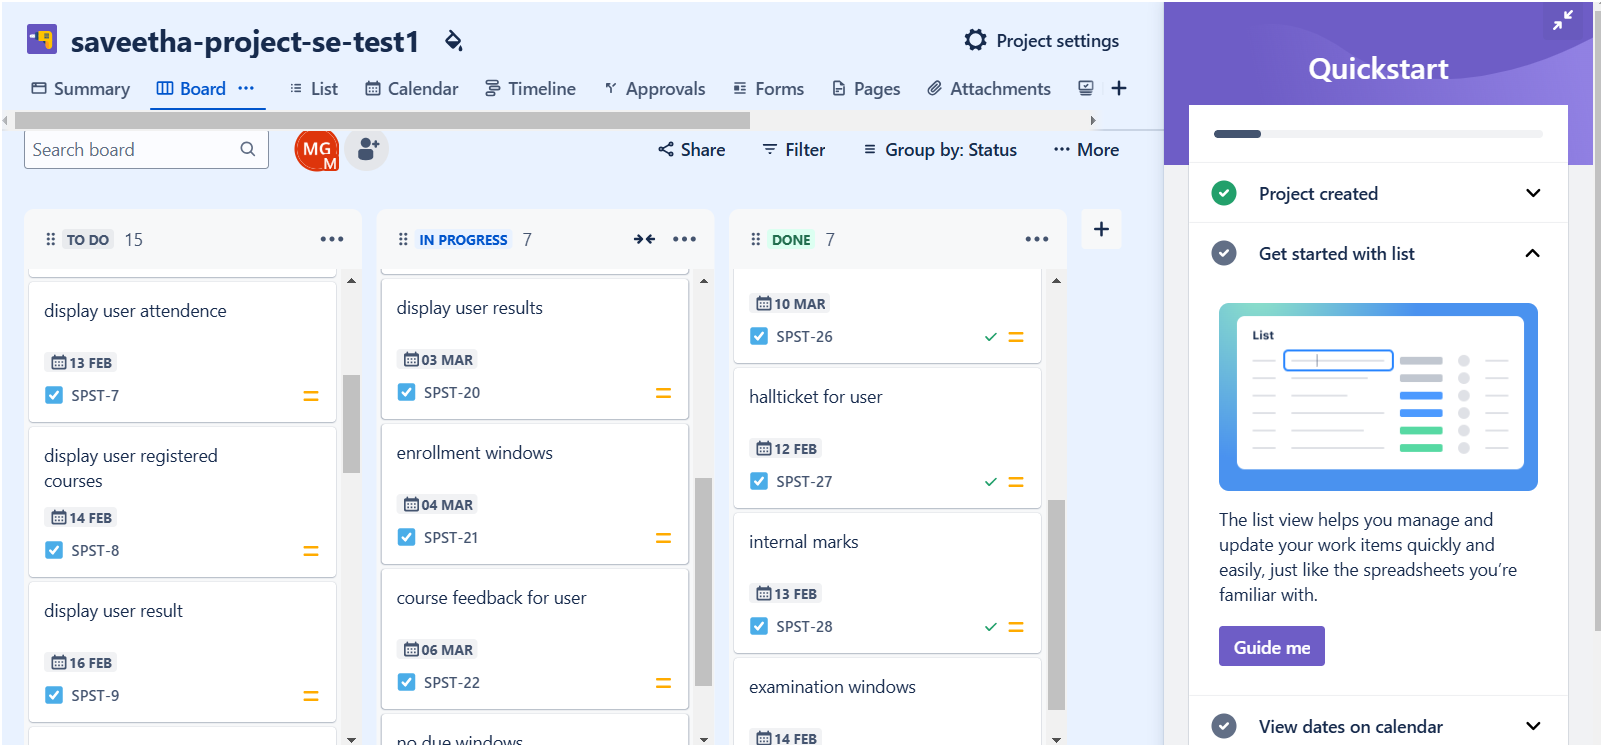 saveetha-project-se-test1
Project settings
Summary
Board
List
Calendar
Timeline
Approvals
Forms
Pages
Attachments
Search board
MG
M
Share
Filter
Group by: Status
More
TO DO 15
display user attendence
13 FEB
SPST-7
display user registered
courses
14 FEB
SPST-8
display user result
16 FEB
SPST-9
IN PROGRESS 7
display user results
03 MAR
SPST-20
enrollment windows
04 MAR
SPST-21
course feedback for user
06 MAR
SPST-22
no due windows
DONE 7
10 MAR
SPST-26
hallticket for user
12 FEB
SPST-27
internal marks
13 FEB
SPST-28
examination windows
14 FEB
Quickstart
Project created
Get started with list
List
The list view helps you manage and
update your work items quickly and
easily, just like the spreadsheets you’re
familiar with.
Guide me
View dates on calendar